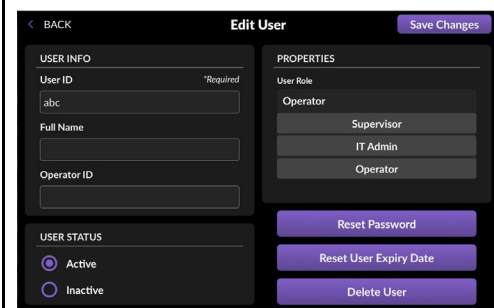 BACK
Edit User
Save Changes
USER INFO
User ID
*Required
abc
Full Name
Operator ID
USER STATUS
Active
Inactive
PROPERTIES
User Role
Operator
Supervisor
IT Admin
Operator
Reset Password
Reset User Expiry Date
Delete User